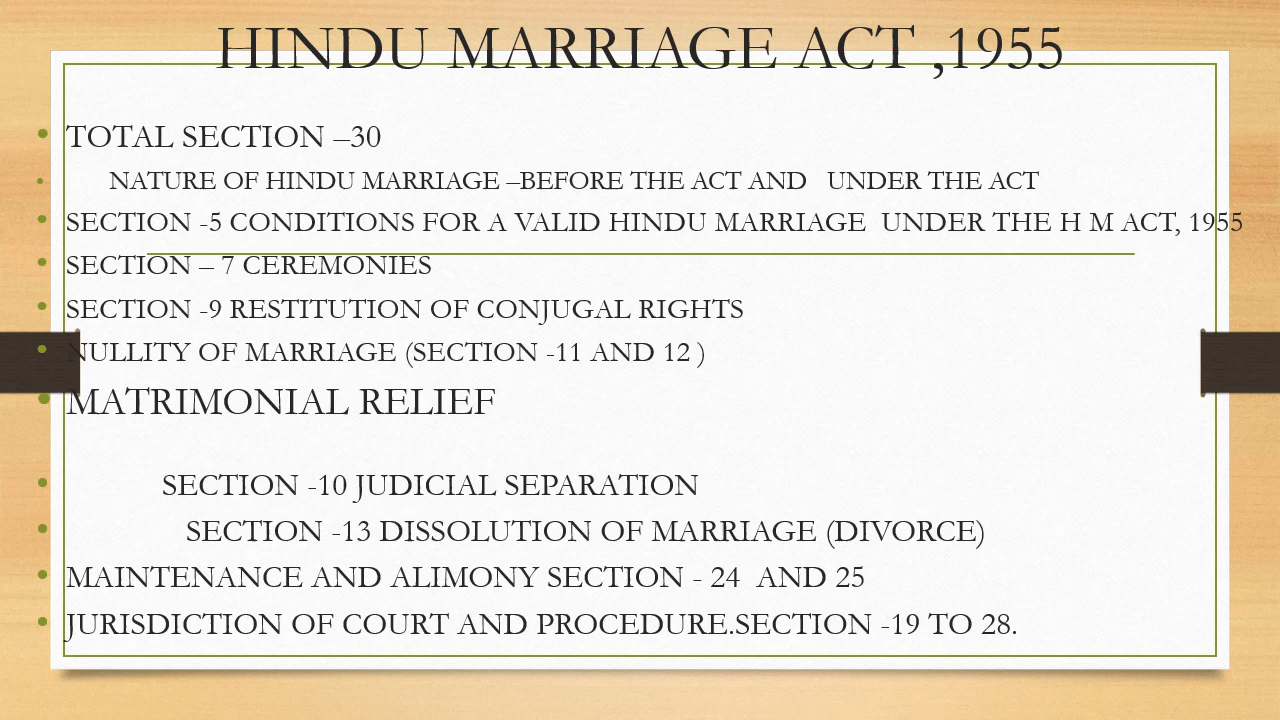 HINDU MARRIAGE ACT ,1955
• TOTAL SECTION –30
• NATURE OF HINDU MARRIAGE –BEFORE THE ACT AND UNDER THE ACT
• SECTION -5 CONDITIONS FOR A VALID HINDU MARRIAGE UNDER THE H M ACT, 1955
• SECTION – 7 CEREMONIES
• SECTION -9 RESTITUTION OF CONJUGAL RIGHTS
• NULLITY OF MARRIAGE (SECTION -11 AND 12 )
• MATRIMONIAL RELIEF
• SECTION -10 JUDICIAL SEPARATION
• SECTION -13 DISSOLUTION OF MARRIAGE (DIVORCE)
• MAINTENANCE AND ALIMONY SECTION - 24 AND 25
• JURISDICTION OF COURT AND PROCEDURE.SECTION -19 TO 28.